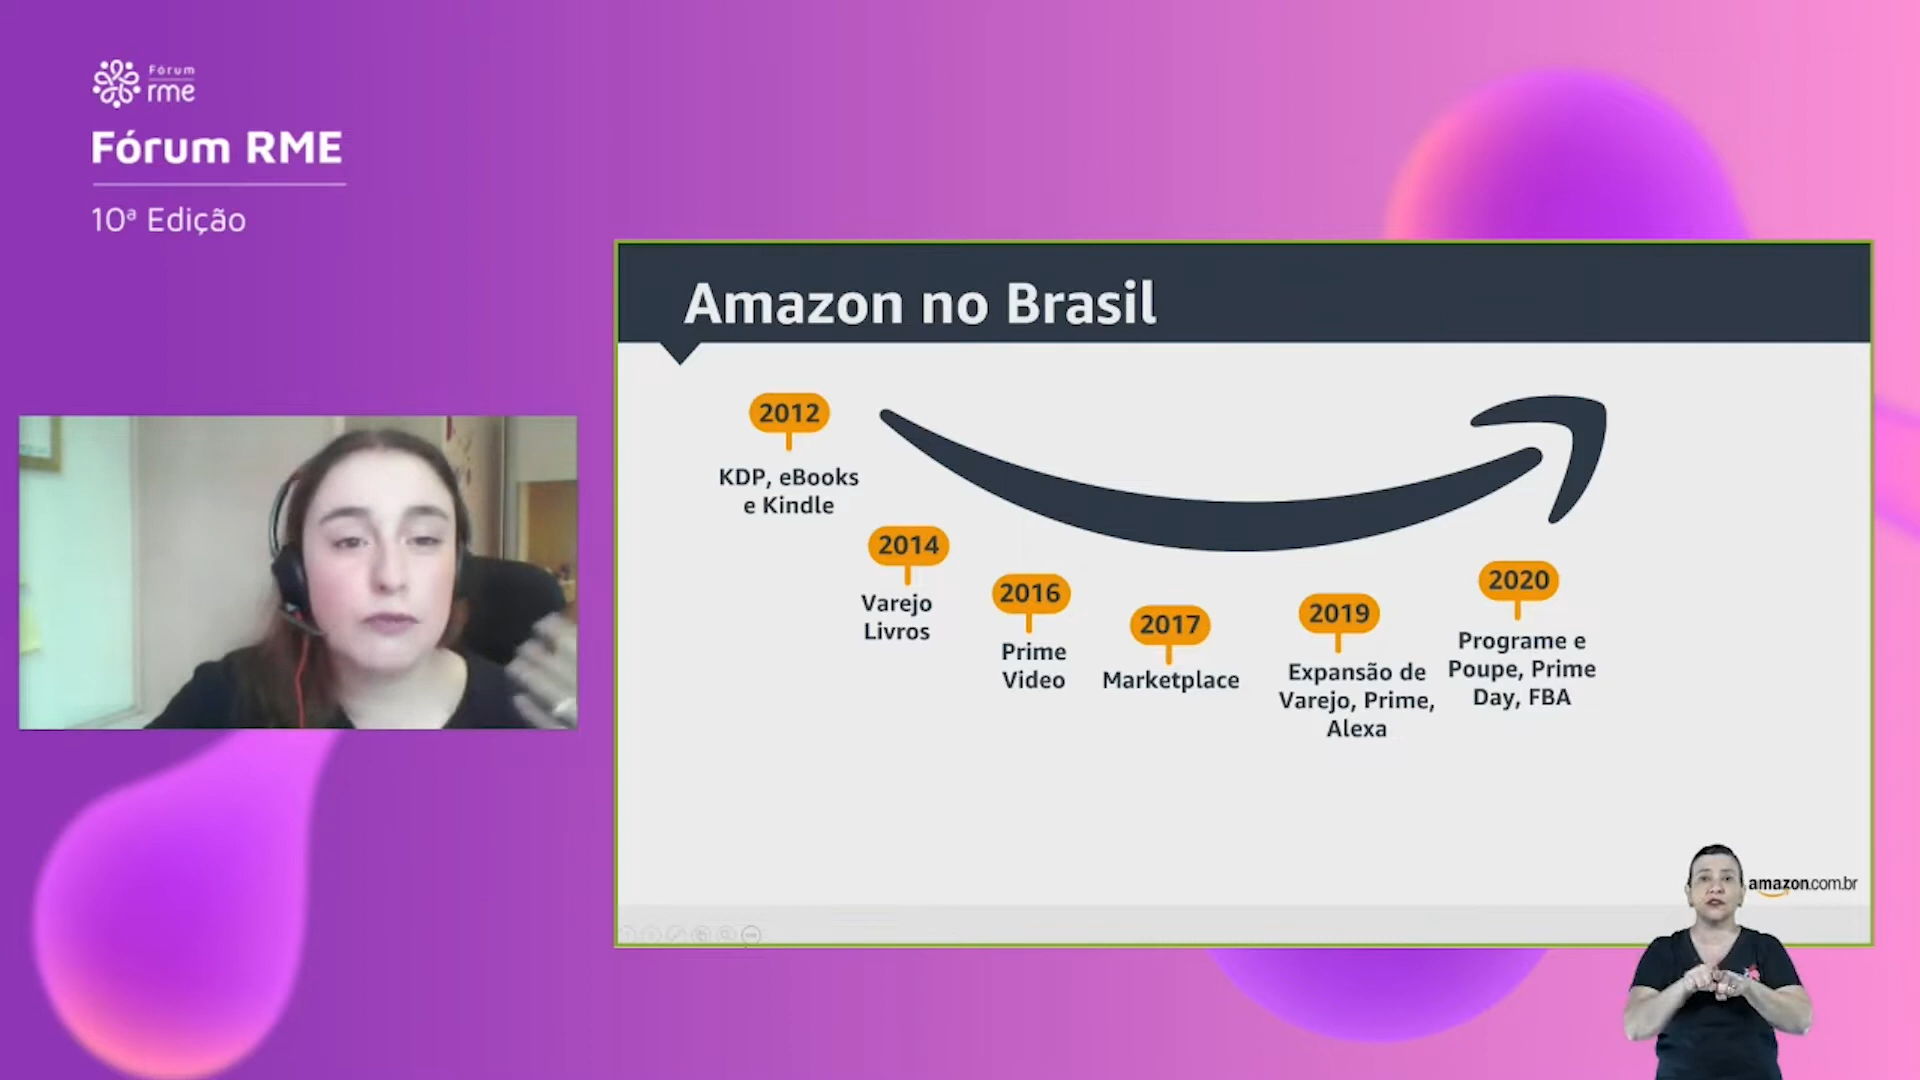 Fórum
rme
Fórum RME
10ª Edição
Amazon no Brasil
2012
KDP, eBooks
e Kindle
2014
Varejo
Livros
2016
Prime
Video
2017
Marketplace
2019
Expansão de
Varejo, Prime,
Alexa
2020
Programe e
Poupe, Prime
Day, FBA
amazon.com.br